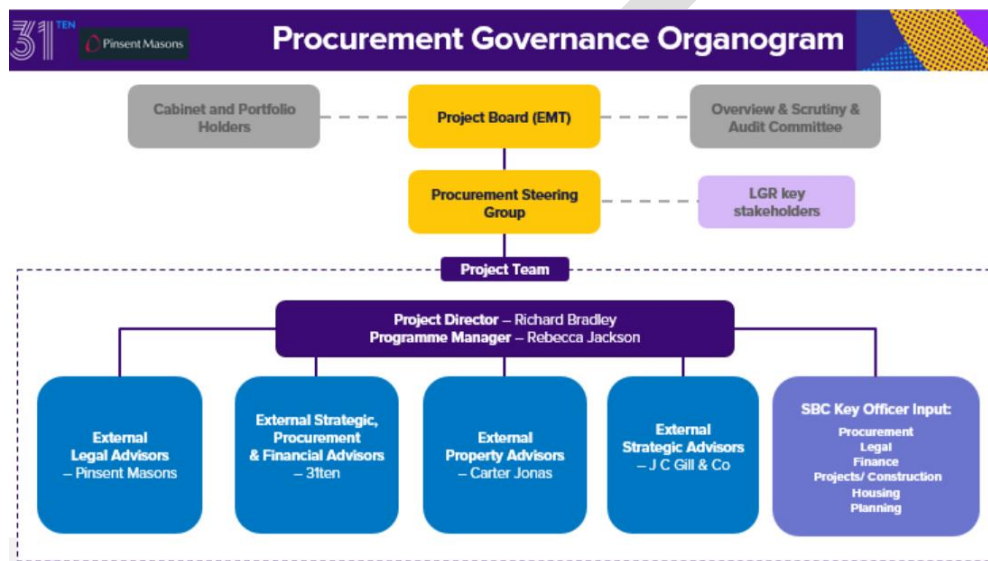 31TEN
Pinsent Masons
Procurement Governance Organogram
Cabinet and Portfolio
Holders
Project Board (EMT)
Overview & Scrutiny &
Audit Committee
Procurement Steering
Group
LGR key
stakeholders
Project Team
Project Director – Richard Bradley
Programme Manager – Rebecca Jackson
External
Legal Advisors
– Pinsent Masons
External Strategic,
Procurement
& Financial Advisors
– 31ten
External
Property Advisors
– Carter Jonas
External
Strategic Advisors
– J C Gill & Co
SBC Key Officer Input:
Procurement
Legal
Finance
Projects/ Construction
Housing
Planning